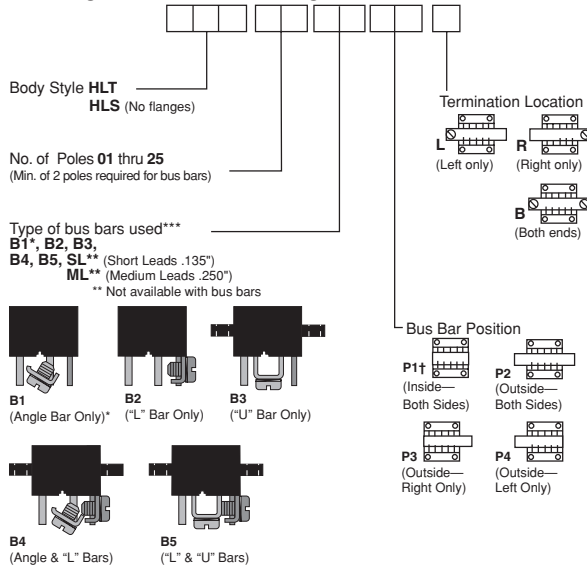 Body Style HLT
HLS (No flanges)
No. of Poles 01 thru 25
(Min. of 2 poles required for bus bars)
Type of bus bars used***
B1*, B2, B3,
B4, B5, SL** (Short Leads .135")
ML** (Medium Leads .250")
** Not available with bus bars
B1
(Angle Bar Only)*
B2
("L" Bar Only)
B3
("U" Bar Only)
B4
(Angle & "L" Bars)
B5
("L" & "U" Bars)
Termination Location
L
(Left only)
R
(Right only)
B
(Both ends)
Bus Bar Position
P1†
(Inside—
Both Sides)
P2
(Outside—
Both Sides)
P3
(Outside—
Right Only)
P4
(Outside—
Left Only)